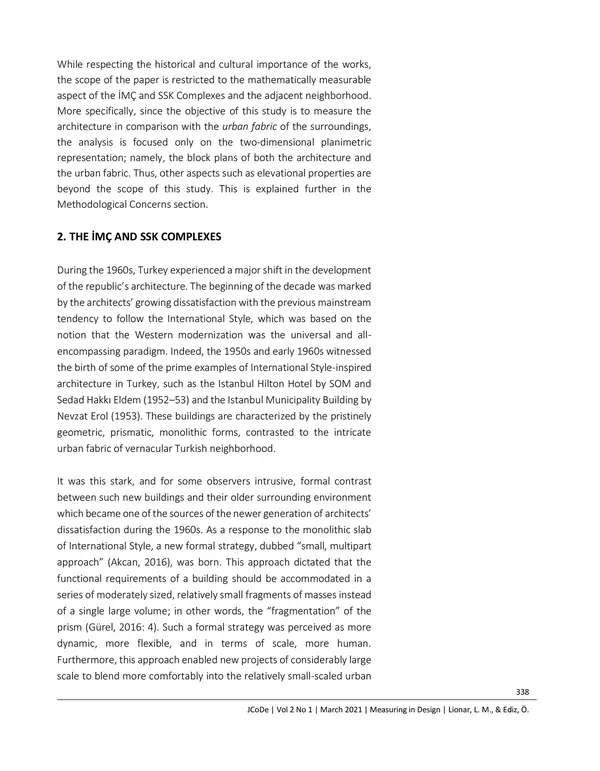 While respecting the historical and cultural importance of the works,
the scope of the paper is restricted to the mathematically measurable
aspect of the İMÇ and SSK Complexes and the adjacent neighborhood.
More specifically, since the objective of this study is to measure the
architecture in comparison with the urban fabric of the surroundings,
the analysis is focused only on the two-dimensional planimetric
representation; namely, the block plans of both the architecture and
the urban fabric. Thus, other aspects such as elevational properties are
beyond the scope of this study. This is explained further in the
Methodological Concerns section.
2. THE İMÇ AND SSK COMPLEXES
During the 1960s, Turkey experienced a major shift in the development
of the republic’s architecture. The beginning of the decade was marked
by the architects’ growing dissatisfaction with the previous mainstream
tendency to follow the International Style, which was based on the
notion that the Western modernization was the universal and all-
encompassing paradigm. Indeed, the 1950s and early 1960s witnessed
the birth of some of the prime examples of International Style-inspired
architecture in Turkey, such as the Istanbul Hilton Hotel by SOM and
Sedad Hakkı Eldem (1952–53) and the Istanbul Municipality Building by
Nevzat Erol (1953). These buildings are characterized by the pristinely
geometric, prismatic, monolithic forms, contrasted to the intricate
urban fabric of vernacular Turkish neighborhood.
It was this stark, and for some observers intrusive, formal contrast
between such new buildings and their older surrounding environment
which became one of the sources of the newer generation of architects’
dissatisfaction during the 1960s. As a response to the monolithic slab
of International Style, a new formal strategy, dubbed “small, multipart
approach” (Akcan, 2016), was born. This approach dictated that the
functional requirements of a building should be accommodated in a
series of moderately sized, relatively small fragments of masses instead
of a single large volume; in other words, the “fragmentation” of the
prism (Gürel, 2016: 4). Such a formal strategy was perceived as more
dynamic, more flexible, and in terms of scale, more human.
Furthermore, this approach enabled new projects of considerably large
scale to blend more comfortably into the relatively small-scaled urban
338
JCoDe | Vol 2 No 1 | March 2021 | Measuring in Design | Lionar, L. M., & Ediz, Ö.